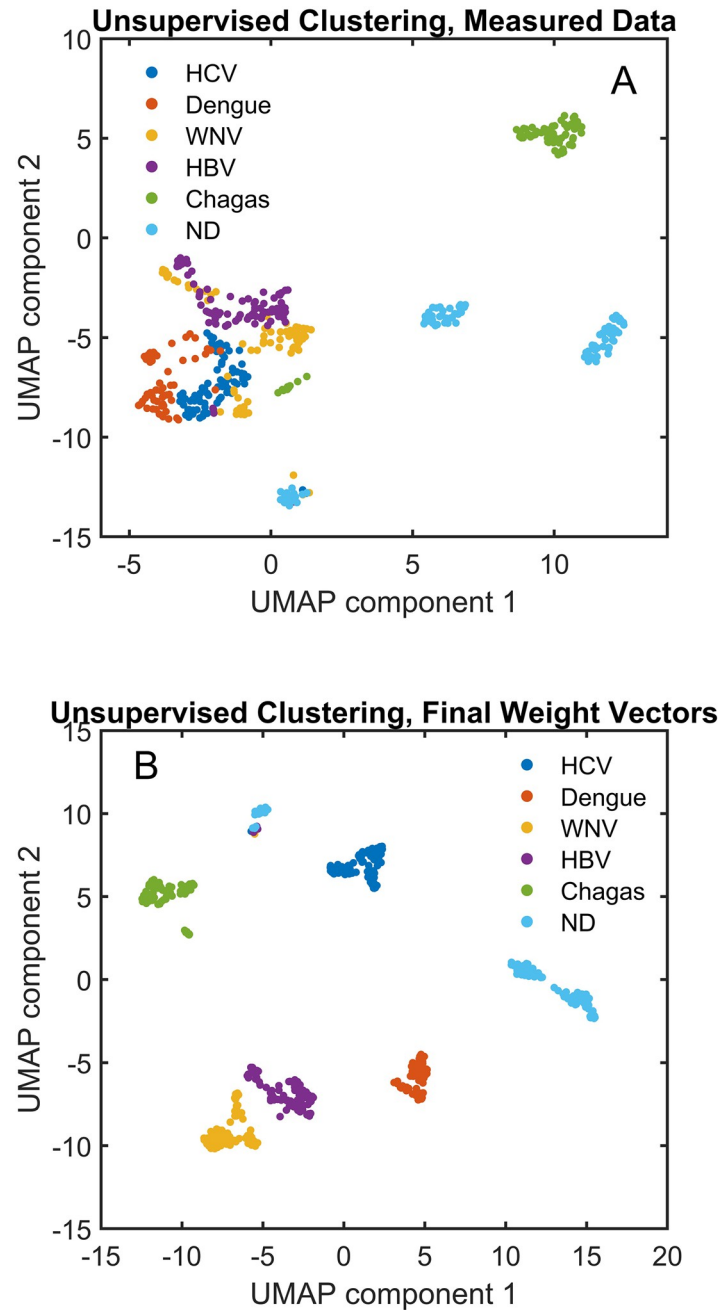 Unsupervised Clustering, Measured Data
A
HCV
Dengue
WNV
HBV
Chagas
ND
10
5
0
-5
-10
-15
UMAP component 2
-5
0
5
10
UMAP component 1
Unsupervised Clustering, Final Weight Vectors
B
HCV
Dengue
WNV
HBV
Chagas
ND
15
10
5
0
-5
-10
-15
UMAP component 2
-15
-10
-5
0
5
10
15
20
UMAP component 1